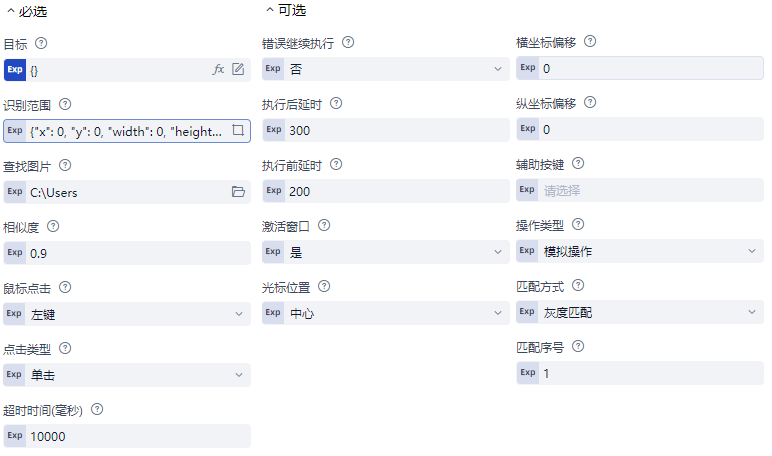 必选
目标
Exp {} fx
识别范围
Exp {"x": 0, "y": 0, "width": 0, "height...
查找图片
Exp C:\Users
相似度
Exp 0.9
鼠标点击
Exp 左键
点击类型
Exp 单击
超时时间(毫秒)
Exp 10000
可选
错误继续执行
Exp 否
执行后延时
Exp 300
执行前延时
Exp 200
激活窗口
Exp 是
光标位置
Exp 中心
横坐标偏移
Exp 0
纵坐标偏移
Exp 0
辅助按键
Exp 请选择
操作类型
Exp 模拟操作
匹配方式
Exp 灰度匹配
匹配序号
Exp 1